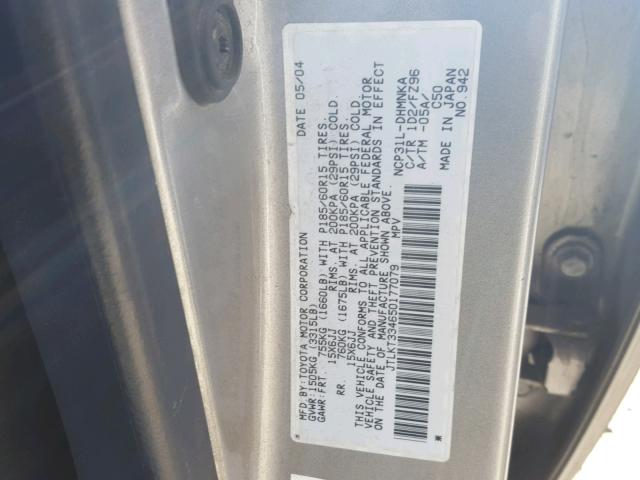 MFD.BY:TOYOTA MOTOR CORPORATION DATE 05/04
GVWR:1505KG(3315LB)
GAWR:FRT. 755KG (1660LB) WITH P185/60R15 TIRES.
15X6JJ RIMS. AT 200KPA (29PSI) COLD.
RR. 760KG (1675LB) WITH P185/60R15 TIRES.
15X6JJ RIMS. AT 200KPA (29PSI) COLD.
THIS VEHICLE CONFORMS TO ALL APPLICABLE FEDERAL MOTOR
VEHICLE SAFETY AND THEFT PREVENTION STANDARDS IN EFFECT
ON THE DATE OF MANUFACTURE SHOWN ABOVE.
JTLKT334650177079 MPV
NCP31L-DHMNKA
C/TR 1D2/FZ96
A/TM -05A/
C50
MADE IN JAPAN
NO.942